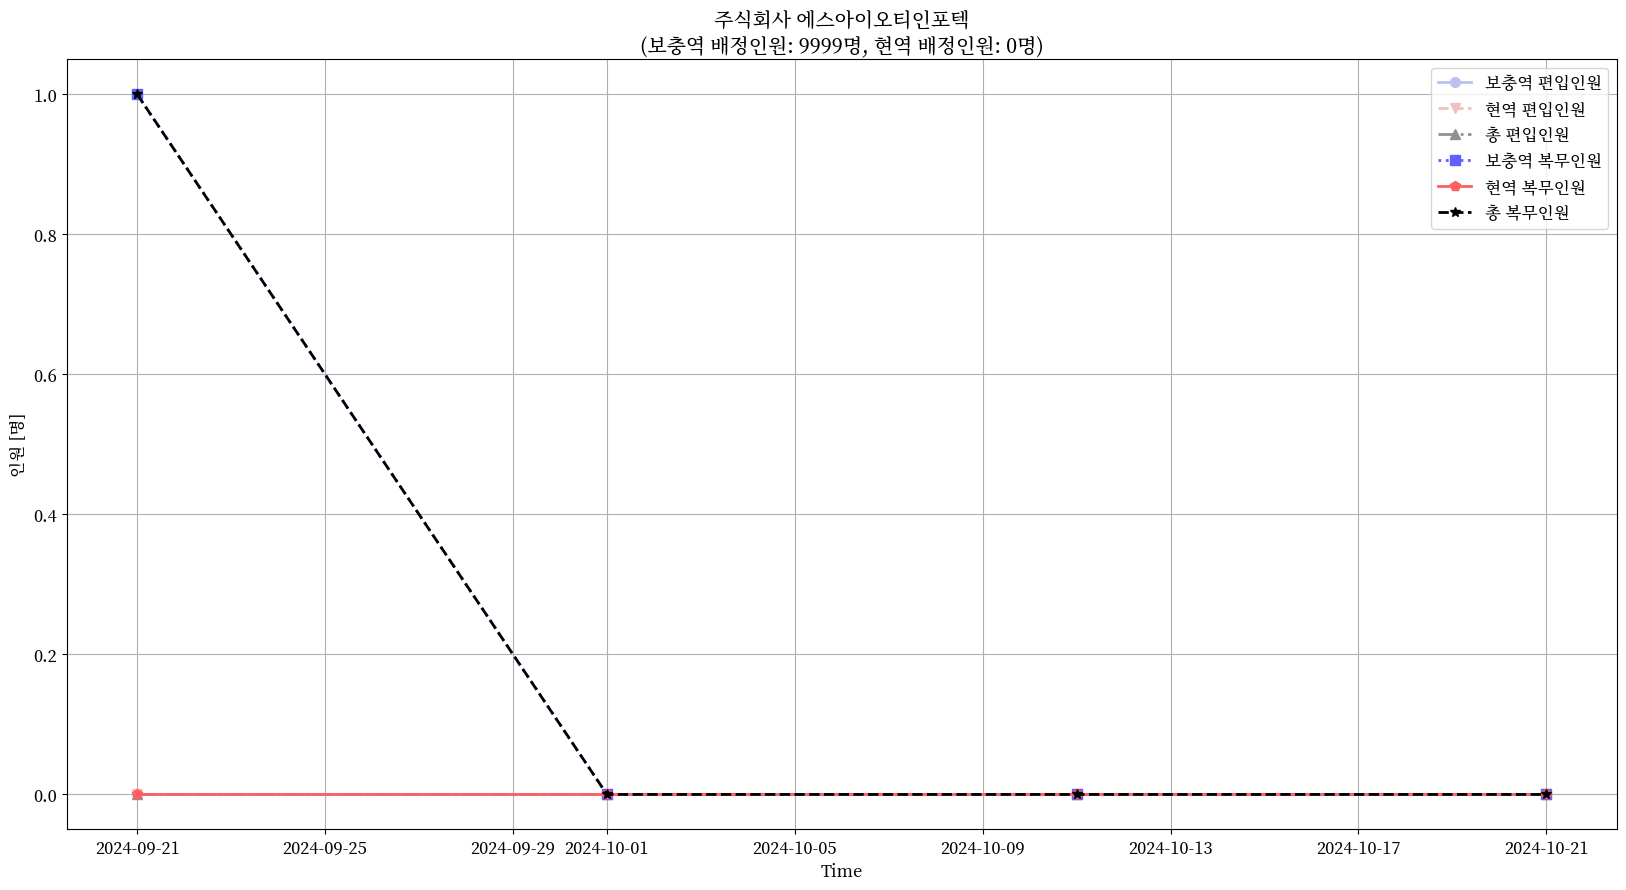 주식회사 에스아이오티인포텍
(보충역 배정인원: 9999명, 현역 배정인원: 0명)
보충역 편입인원
현역 편입인원
총 편입인원
보충역 복무인원
현역 복무인원
총 복무인원
인원 [명]
1.0
0.8
0.6
0.4
0.2
0.0
2024-09-21
2024-09-25
2024-09-29
2024-10-01
2024-10-05
2024-10-09
2024-10-13
2024-10-17
2024-10-21
Time